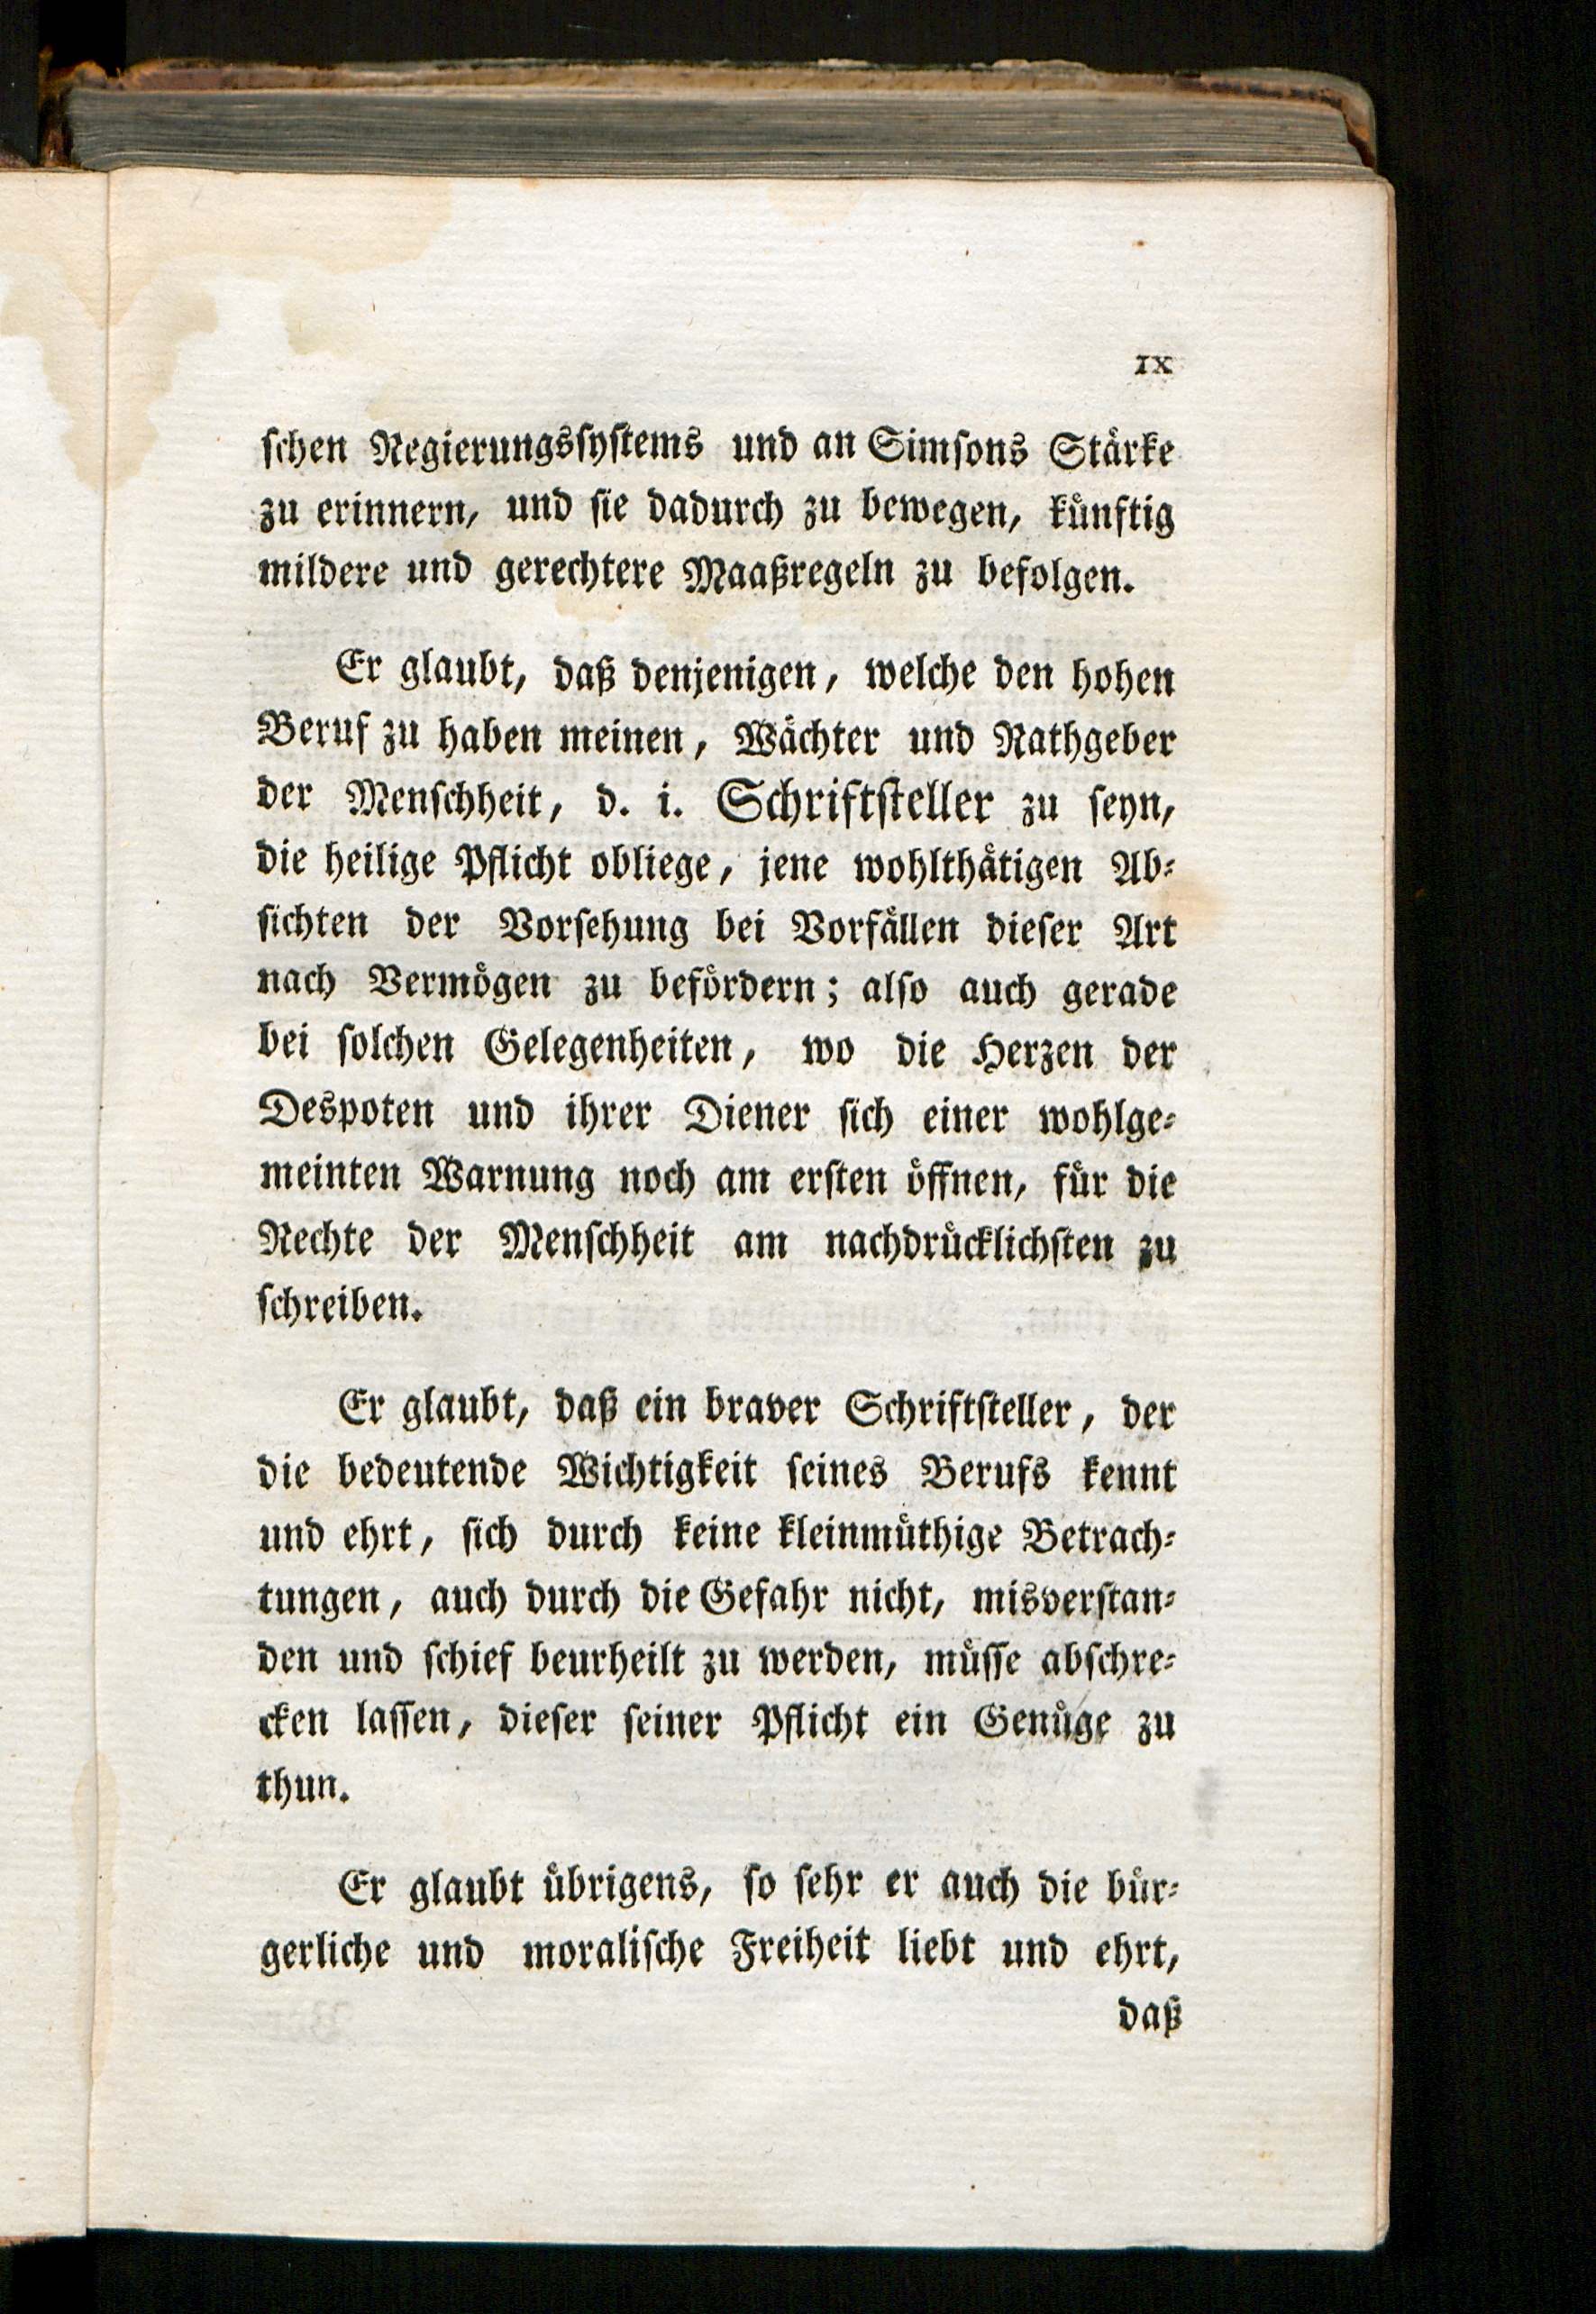 IX
ſchen Regierungsſyſtems und an Simſons Stärke
zu erinnern, und ſie dadurch zu bewegen, künftig
mildere und gerechtere Maaßregeln zu befolgen.
Er glaubt, daß denjenigen, welche den hohen
Beruf zu haben meinen, Wächter und Rathgeber
der Menſchheit, d. i. Schriftſteller zu ſeyn,
die heilige Pflicht obliege, jene wohlthätigen Ab⸗
ſichten der Vorſehung bei Vorfällen dieſer Art
nach Vermögen zu befördern; alſo auch gerade
bei ſolchen Gelegenheiten, wo die Herzen der
Deſpoten und ihrer Diener ſich einer wohlge⸗
meinten Warnung noch am erſten öffnen, für die
Rechte der Menſchheit am nachdrücklichſten zu
ſchreiben.
Er glaubt, daß ein braver Schriftſteller, der
die bedeutende Wichtigkeit ſeines Berufs kennt
und ehrt, ſich durch keine kleinmüthige Betrach⸗
tungen, auch durch die Gefahr nicht, misverſtan⸗
den und ſchief beurheilt zu werden, müſſe abſchre⸗
cken laſſen, dieſer ſeiner Pflicht ein Genüge zu
thun.
Er glaubt übrigens, ſo ſehr er auch die bür⸗
gerliche und moraliſche Freiheit liebt und ehrt,
daß